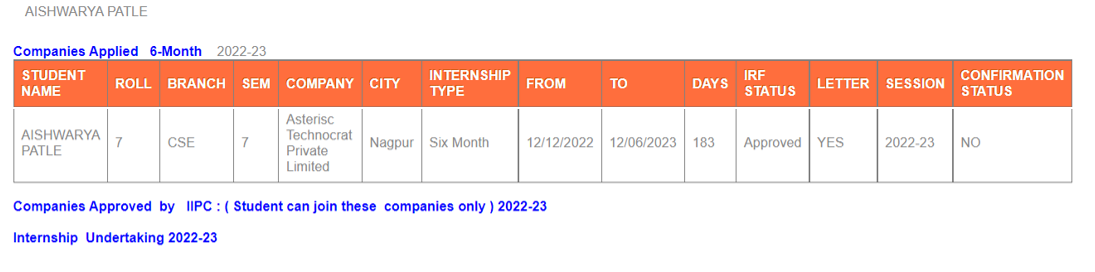 AISHWARYA PATLE
Companies Applied 6-Month 2022-23
STUDENT NAME ROLL BRANCH SEM COMPANY CITY INTERNSHIP TYPE FROM TO DAYS IRF STATUS LETTER SESSION CONFIRMATION STATUS
AISHWARYA PATLE 7 CSE 7 Asterisc Technocrat Private Limited Nagpur Six Month 12/12/2022 12/06/2023 183 Approved YES 2022-23 NO
Companies Approved by IIPC : ( Student can join these companies only ) 2022-23
Internship Undertaking 2022-23